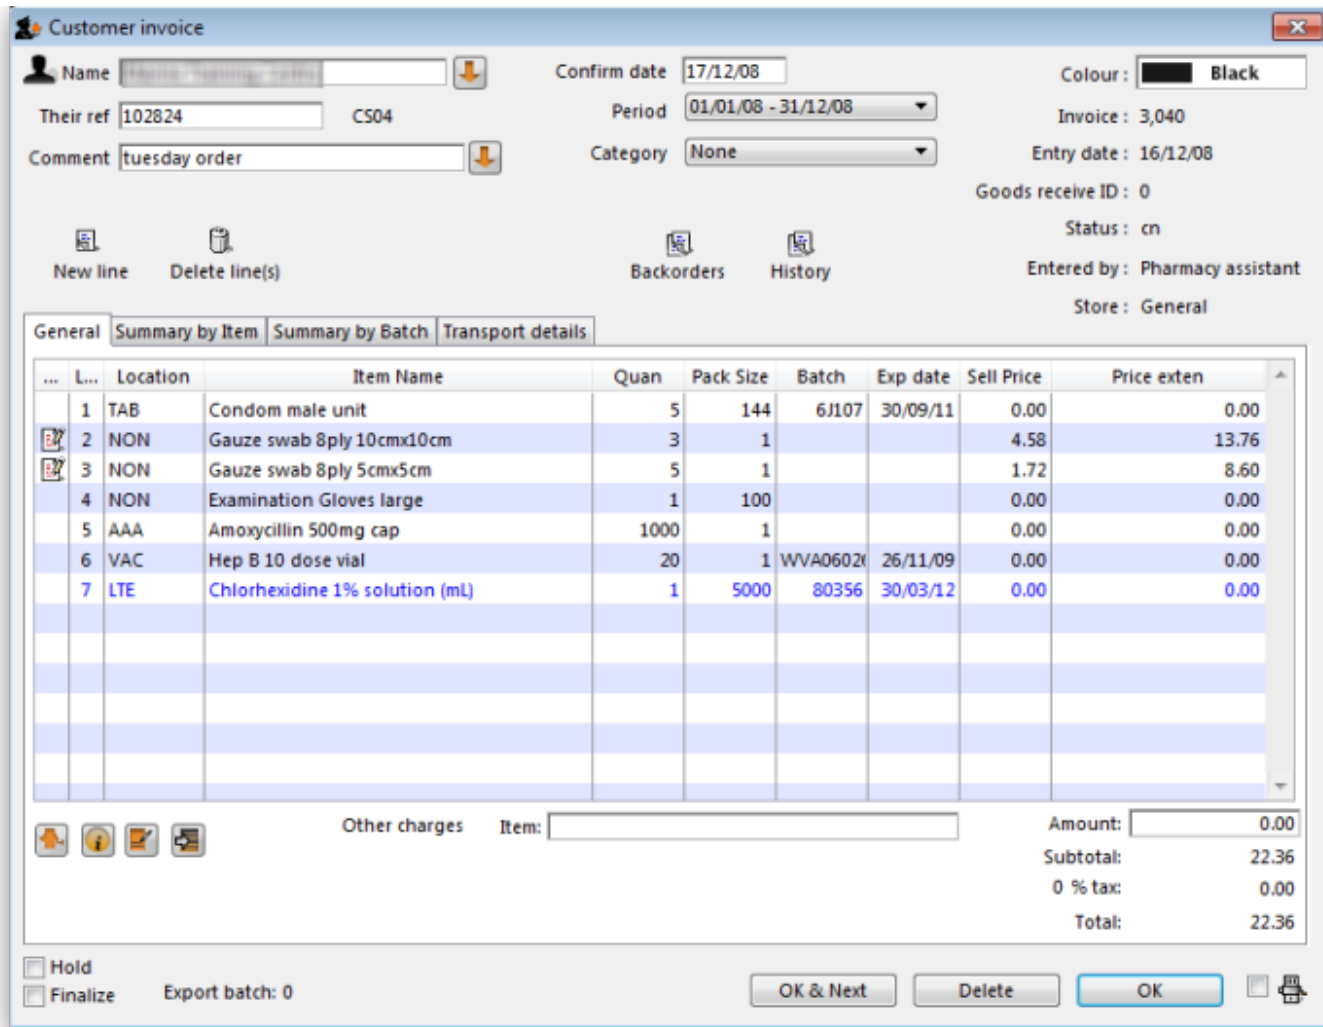 Customer invoice
Name
Confirm date 17/12/08
Colour: Black
Their ref 102824 CS04
Period 01/01/08 - 31/12/08
Invoice: 3,040
Comment tuesday order
Category None
Entry date: 16/12/08
Goods receive ID: 0
Status: cn
New line Delete line(s) Backorders History
Entered by: Pharmacy assistant
Store: General
General Summary by Item Summary by Batch Transport details
... L... Location Item Name Quan Pack Size Batch Exp date Sell Price Price exten
1 TAB Condom male unit 5 144 6J107 30/09/11 0.00 0.00
2 NON Gauze swab 8ply 10cmx10cm 3 1 4.58 13.76
3 NON Gauze swab 8ply 5cmx5cm 5 1 1.72 8.60
4 NON Examination Gloves large 1 100 0.00 0.00
5 AAA Amoxycillin 500mg cap 1000 1 0.00 0.00
6 VAC Hep B 10 dose vial 20 1 WVA0602 26/11/09 0.00 0.00
7 LTE Chlorhexidine 1% solution (mL) 1 5000 80356 30/03/12 0.00 0.00
Other charges Item: Amount: 0.00
Subtotal: 22.36
0 % tax: 0.00
Total: 22.36
Hold
Finalize Export batch: 0 OK & Next Delete OK